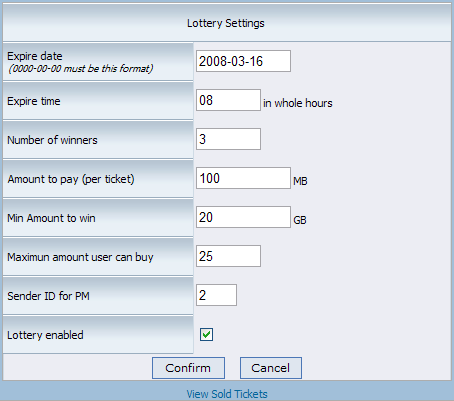 Lottery Settings
Expire date
(0000-00-00 must be this format)
2008-03-16
Expire time
08 in whole hours
Number of winners
3
Amount to pay (per ticket)
100 MB
Min Amount to win
20 GB
Maximun amount user can buy
25
Sender ID for PM
2
Lottery enabled
Confirm Cancel
View Sold Tickets